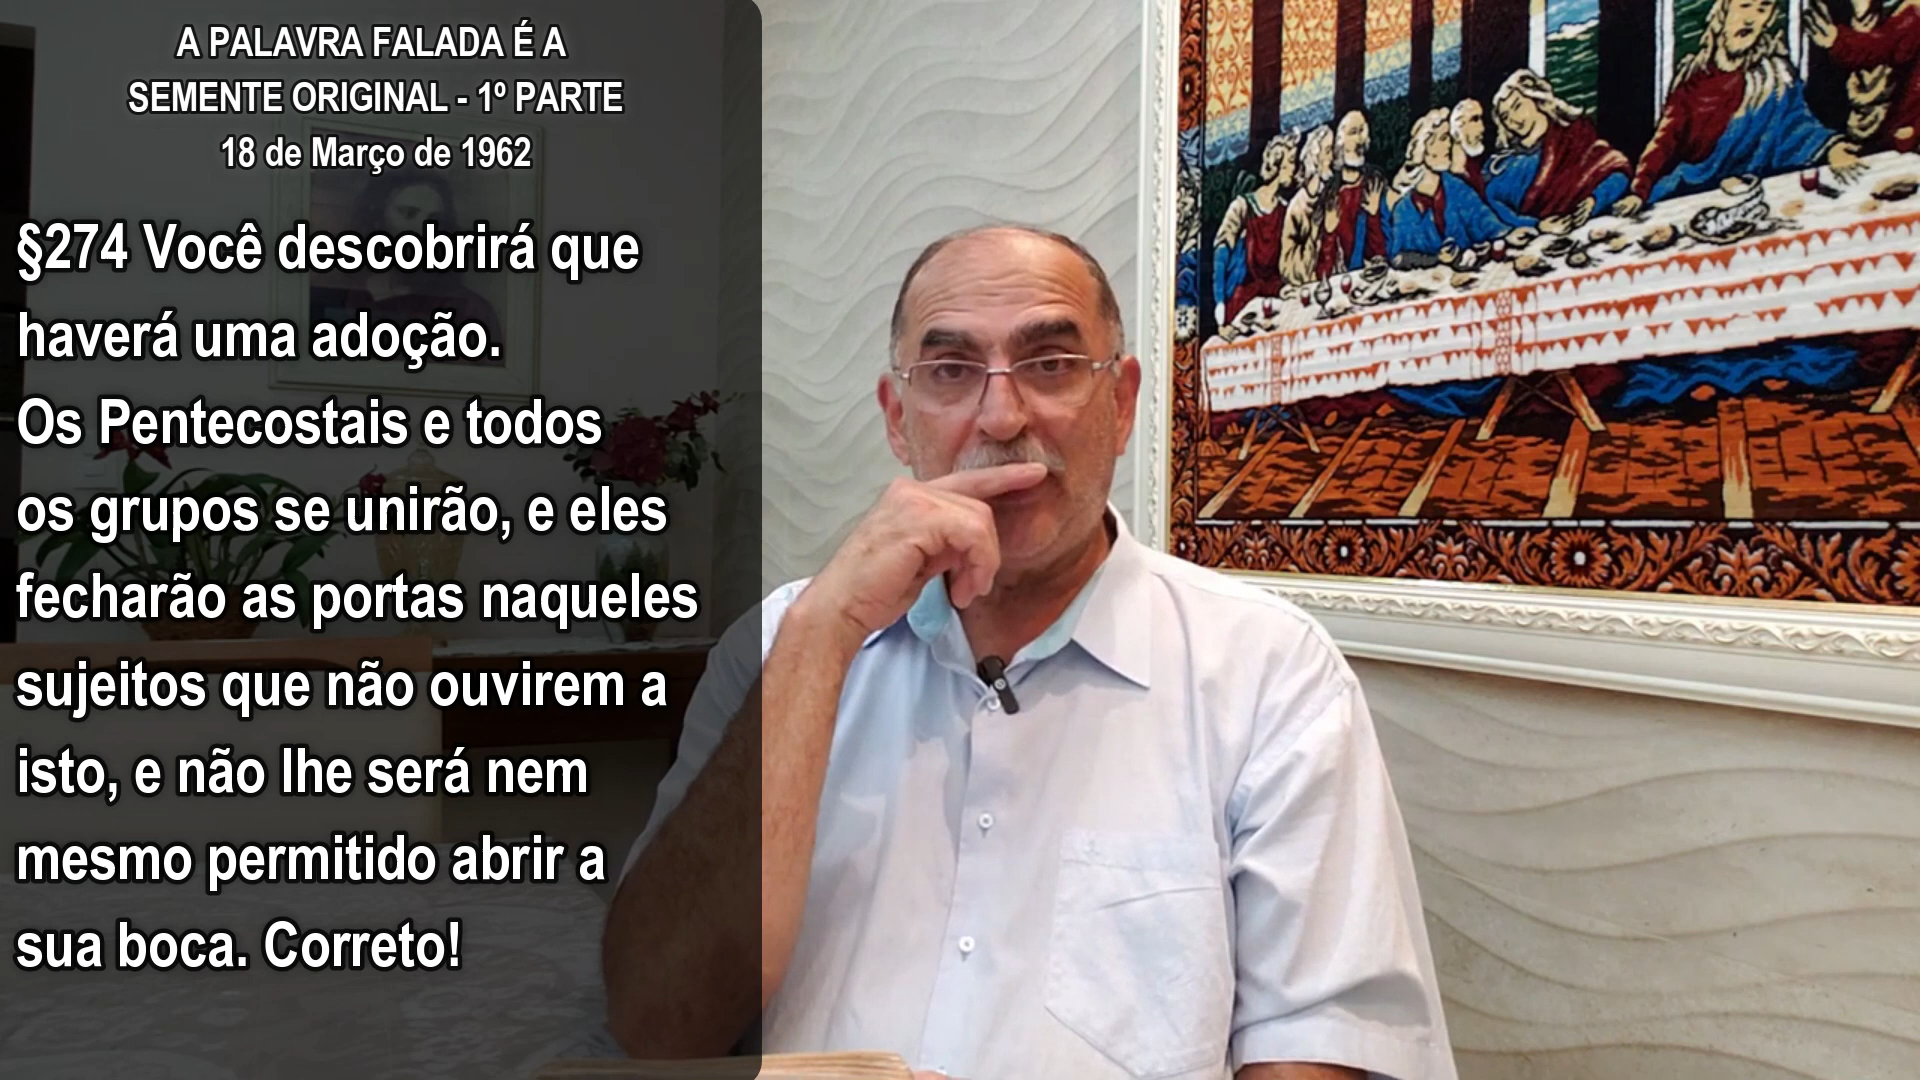 A PALAVRA FALADA É A
SEMENTE ORIGINAL - 1º PARTE
18 de Março de 1962
§274 Você descobrirá que
haverá uma adoção.
Os Pentecostais e todos
os grupos se unirão, e eles
fecharão as portas naqueles
sujeitos que não ouvirem a
isto, e não lhe será nem
mesmo permitido abrir a
sua boca. Correto!